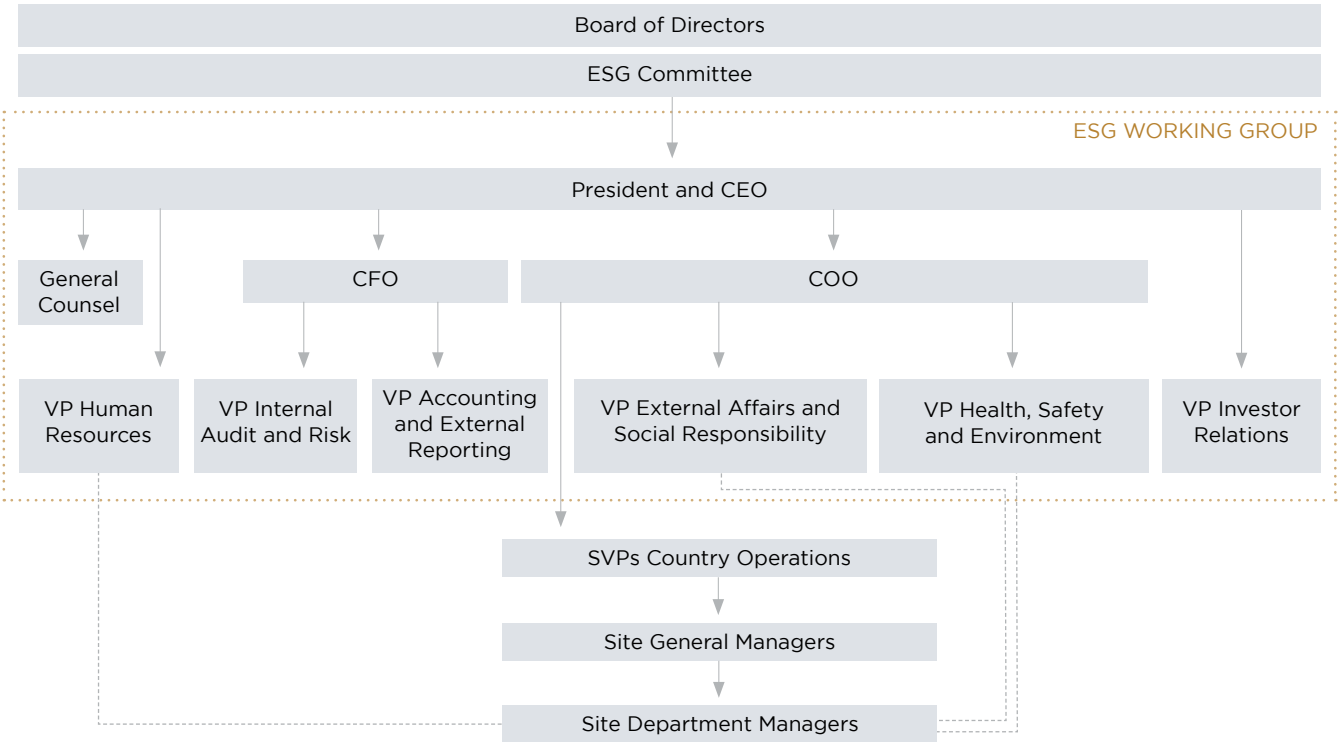 Board of Directors
ESG Committee
ESG WORKING GROUP
President and CEO
General
Counsel
CFO
COO
VP Human
Resources
VP Internal
Audit and Risk
VP Accounting
and External
Reporting
VP External Affairs and
Social Responsibility
VP Health, Safety
and Environment
VP Investor
Relations
SVPs Country Operations
Site General Managers
Site Department Managers